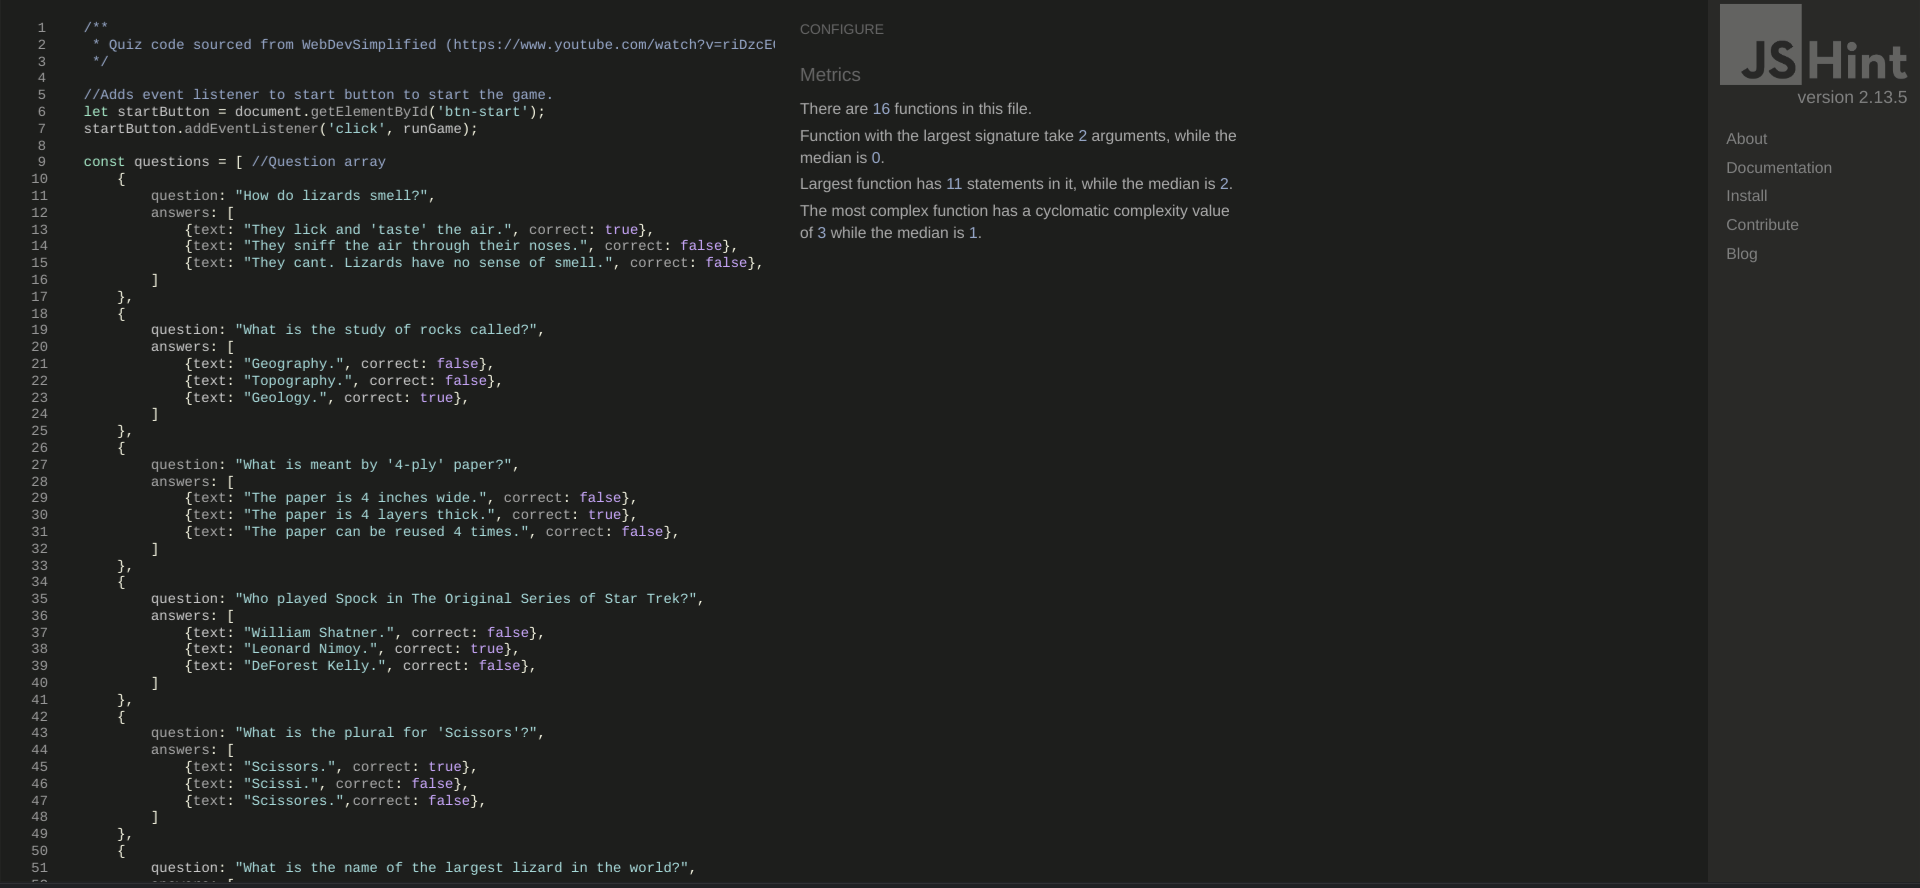 1 /**
2  * Quiz code sourced from WebDevSimplified (https://www.youtube.com/watch?v=riDzcE
3  */
4
5 //Adds event listener to start button to start the game.
6 let startButton = document.getElementById('btn-start');
7 startButton.addEventListener('click', runGame);
8
9 const questions = [ //Question array
10     {
11         question: "How do lizards smell?",
12         answers: [
13             {text: "They lick and 'taste' the air.", correct: true},
14             {text: "They sniff the air through their noses.", correct: false},
15             {text: "They cant. Lizards have no sense of smell.", correct: false},
16         ]
17     },
18     {
19         question: "What is the study of rocks called?",
20         answers: [
21             {text: "Geography.", correct: false},
22             {text: "Topography.", correct: false},
23             {text: "Geology.", correct: true},
24         ]
25     },
26     {
27         question: "What is meant by '4-ply' paper?",
28         answers: [
29             {text: "The paper is 4 inches wide.", correct: false},
30             {text: "The paper is 4 layers thick.", correct: true},
31             {text: "The paper can be reused 4 times.", correct: false},
32         ]
33     },
34     {
35         question: "Who played Spock in The Original Series of Star Trek?",
36         answers: [
37             {text: "William Shatner.", correct: false},
38             {text: "Leonard Nimoy.", correct: true},
39             {text: "DeForest Kelly.", correct: false},
40         ]
41     },
42     {
43         question: "What is the plural for 'Scissors'?",
44         answers: [
45             {text: "Scissors.", correct: true},
46             {text: "Scissi.", correct: false},
47             {text: "Scissores.",correct: false},
48         ]
49     },
50     {
51         question: "What is the name of the largest lizard in the world?",
CONFIGURE
Metrics
There are 16 functions in this file.
Function with the largest signature take 2 arguments, while the
median is 0.
Largest function has 11 statements in it, while the median is 2.
The most complex function has a cyclomatic complexity value
of 3 while the median is 1.
JSHint
version 2.13.5
About
Documentation
Install
Contribute
Blog